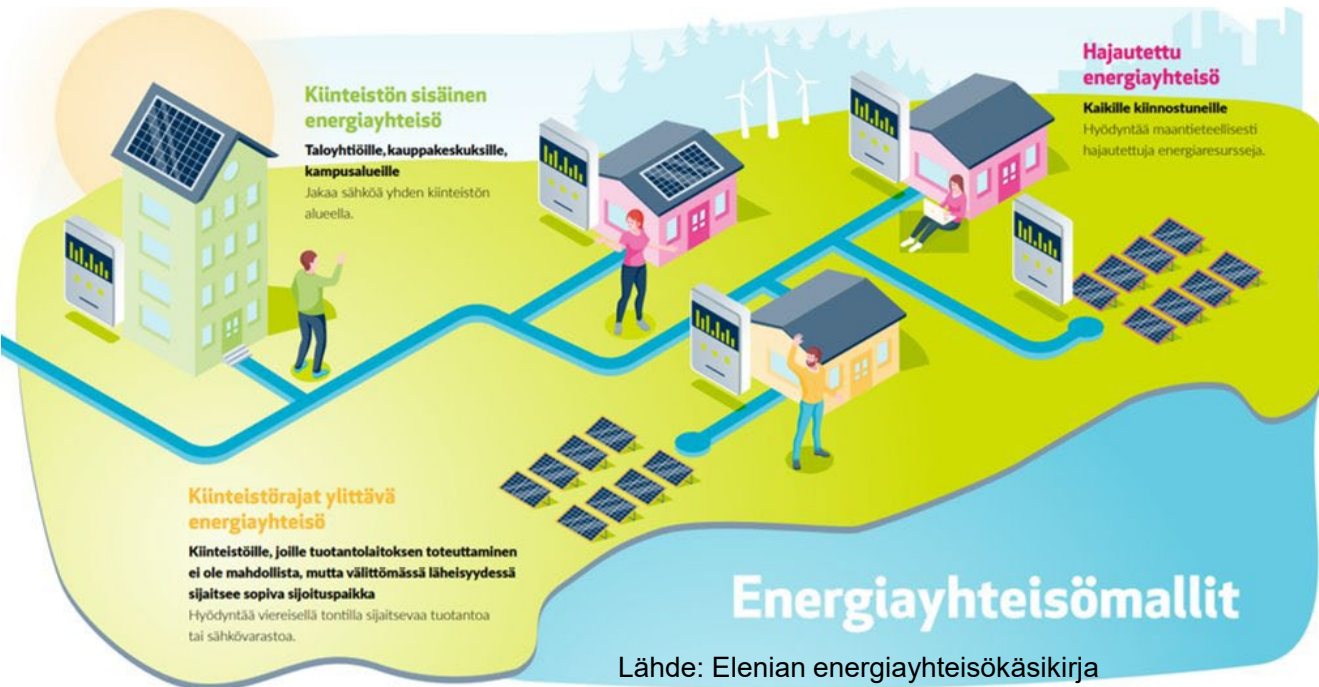 Kiinteistön sisäinen
energiayhteisö
Taloyhtiöille, kauppakeskuksille,
kampusalueille
Jakaa sähköä yhden kiinteistön
alueella.
Hajautettu
energiayhteisö
Kaikille kiinnostuneille
Hyödyntää maantieteellisesti
hajautettuja energiaresursseja.
Kiinteistörajat ylittävä
energiayhteisö
Kiinteistöille, joille tuotantolaitoksen toteuttaminen
ei ole mahdollista, mutta välittömässä läheisyydessä
sijaitsee sopiva sijoituspaikka
Hyödyntää viereisellä tontilla sijaitsevaa tuotantoa
tai sähkövarastoa.
Energiayhteisömallit
Lähde: Elenian energiayhteisökäsikirja